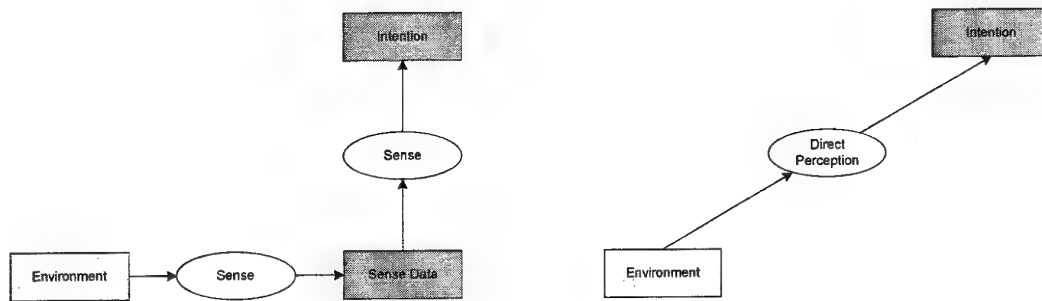 Intention
Sense
Environment
Sense
Sense Data
Intention
Direct
Perception
Environment